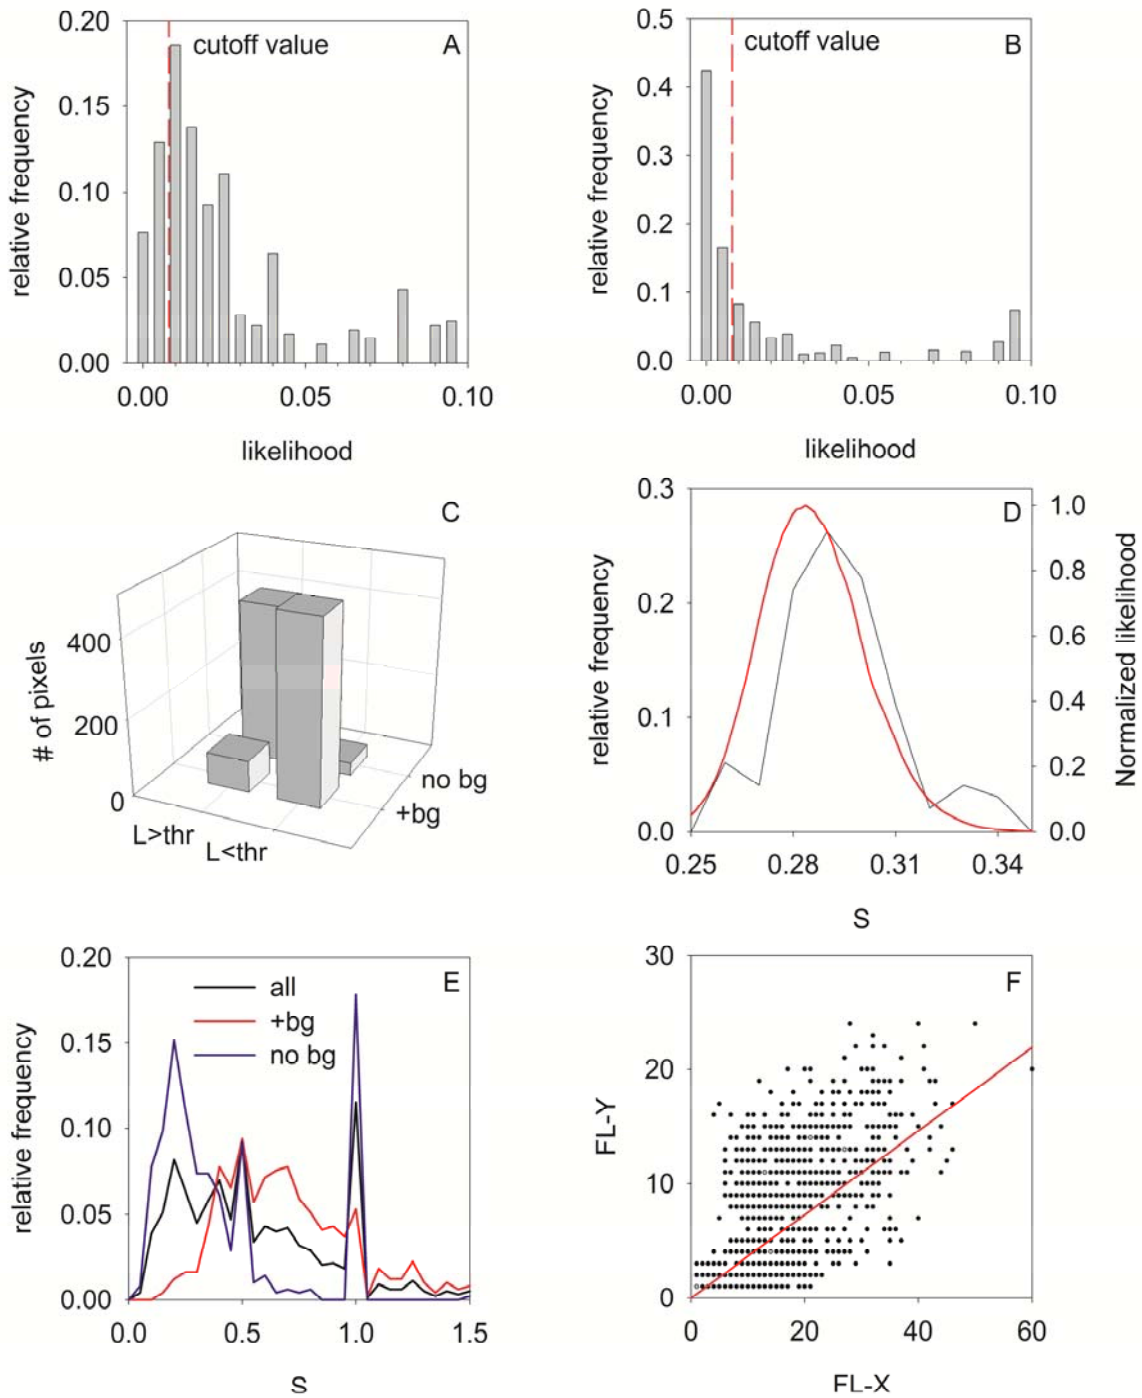 A
cutoff value
relative frequency
0.20
0.15
0.10
0.05
0.00
0.00 0.05 0.10
likelihood
B
cutoff value
relative frequency
0.5
0.4
0.3
0.2
0.1
0.0
0.00 0.05 0.10
likelihood
C
# of pixels
400
200
0
L>thr
L<thr
no bg
+bg
D
relative frequency
0.3
0.2
0.1
0.0
Normalized likelihood
1.0
0.8
0.6
0.4
0.2
0.0
0.25 0.28 0.31 0.34
S
E
all
+bg
no bg
relative frequency
0.20
0.15
0.10
0.05
0.00
0.0 0.5 1.0 1.5
S
F
FL-Y
30
20
10
0
0 20 40 60
FL-X